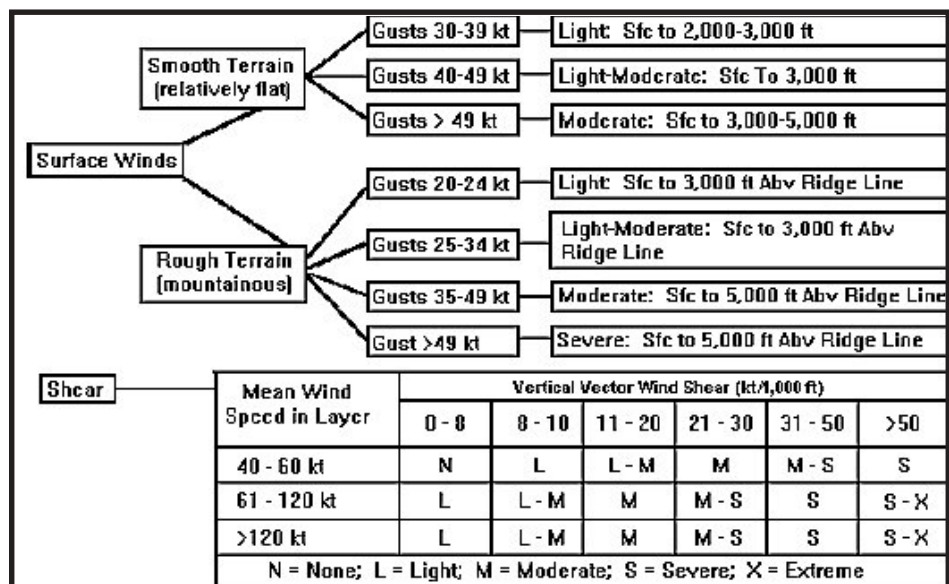 Gusts 30-39 kt
Light: Sfc to 2,000-3,000 ft
Smooth Terrain
(relatively flat)
Gusts 40-49 kt
Light-Moderate: Sfc To 3,000 ft
Gusts > 49 kt
Moderate: Sfc to 3,000-5,000 ft
Surface Winds
Gusts 20-24 kt
Light: Sfc to 3,000 ft Abv Ridge Line
Rough Terrain
(mountainous)
Gusts 25-34 kt
Light-Moderate: Sfc to 3,000 ft Abv
Ridge Line
Gusts 35-49 kt
Moderate: Sfc to 5,000 ft Abv Ridge Line
Gust >49 kt
Severe: Sfc to 5,000 ft Abv Ridge Line
Shear
Mean Wind
Speed in Layer
Vertical Vector Wind Shear (kt/1,000 ft)
0 - 8 8 - 10 11 - 20 21 - 30 31 - 50 >50
40 - 60 kt N L L - M M M - S S
61 - 120 kt L L - M M M - S S S - X
>120 kt L L - M M M - S S S - X
N = None; L = Light; M = Moderate; S = Severe; X = Extreme